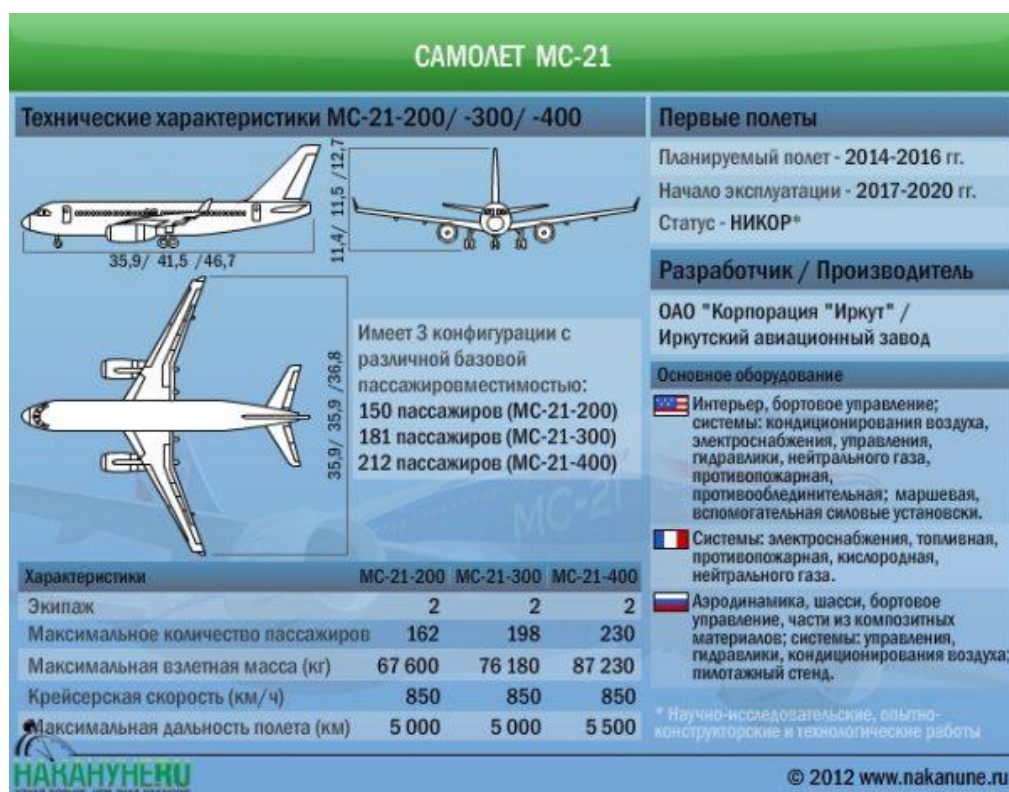 САМОЛЕТ МС-21
Технические характеристики МС-21-200/ -300/ -400
11,4/ 11,5 /12,7
35,9/ 41,5 /46,7
35,9/ 35,9 /36,8
Имеет 3 конфигурации с
различной базовой
пассажировместимостью:
150 пассажиров (МС-21-200)
181 пассажиров (МС-21-300)
212 пассажиров (МС-21-400)
МС-21
Характеристики МС-21-200 МС-21-300 МС-21-400
Экипаж 2 2 2
Максимальное количество пассажиров 162 198 230
Максимальная взлетная масса (кг) 67 600 76 180 87 230
Крейсерская скорость (км/ч) 850 850 850
Максимальная дальность полета (км) 5 000 5 000 5 500
Первые полеты
Планируемый полет - 2014-2016 гг.
Начало эксплуатации - 2017-2020 гг.
Статус - НИКОР*
Разработчик / Производитель
ОАО "Корпорация "Иркут" /
Иркутский авиационный завод
Основное оборудование
Интерьер, бортовое управление;
системы: кондиционирования воздуха,
электроснабжения, управления,
гидравлики, нейтрального газа,
противопожарная,
противооблединительная; маршевая,
вспомогательная силовые установски.
Системы: электроснабжения, топливная,
противопожарная, кислородная,
нейтрального газа.
Аэродинамика, шасси, бортовое
управление, части из композитных
материалов; системы: управления,
гидравлики, кондиционирования воздуха;
пилотажный стенд.
* Научно-исследовательские, опытно-
конструкторские и технологические работы
НАКАНУНЕ.RU
© 2012 www.nakanune.ru